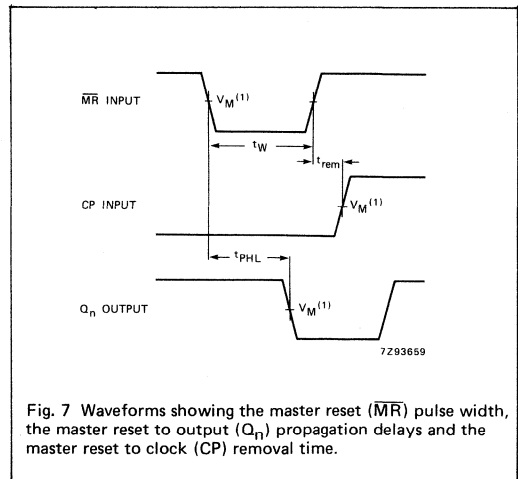 MR INPUT
VM(1)
tW
trem
CP INPUT
VM(1)
tPHL
Qn OUTPUT
VM(1)
7Z93659
Fig. 7 Waveforms showing the master reset (MR) pulse width,
the master reset to output (Qn) propagation delays and the
master reset to clock (CP) removal time.